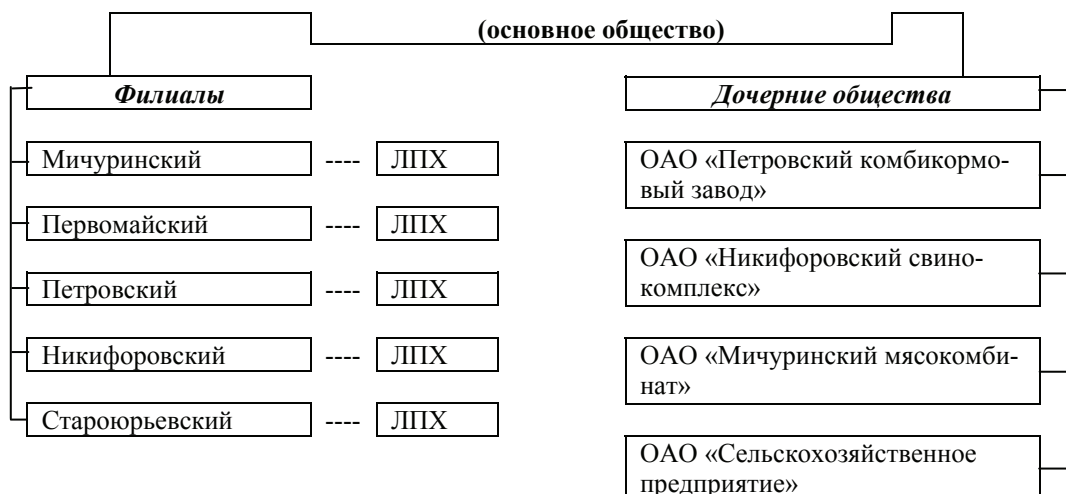 (основное общество)
Филиалы
Дочерние общества
Мичуринский ---- ЛПХ
Первомайский ---- ЛПХ
Петровский ---- ЛПХ
Никифоровский ---- ЛПХ
Староюрьевский ---- ЛПХ
ОАО «Петровский комбикормо-
вый завод»
ОАО «Никифоровский свино-
комплекс»
ОАО «Мичуринский мясокомби-
нат»
ОАО «Сельскохозяйственное
предприятие»